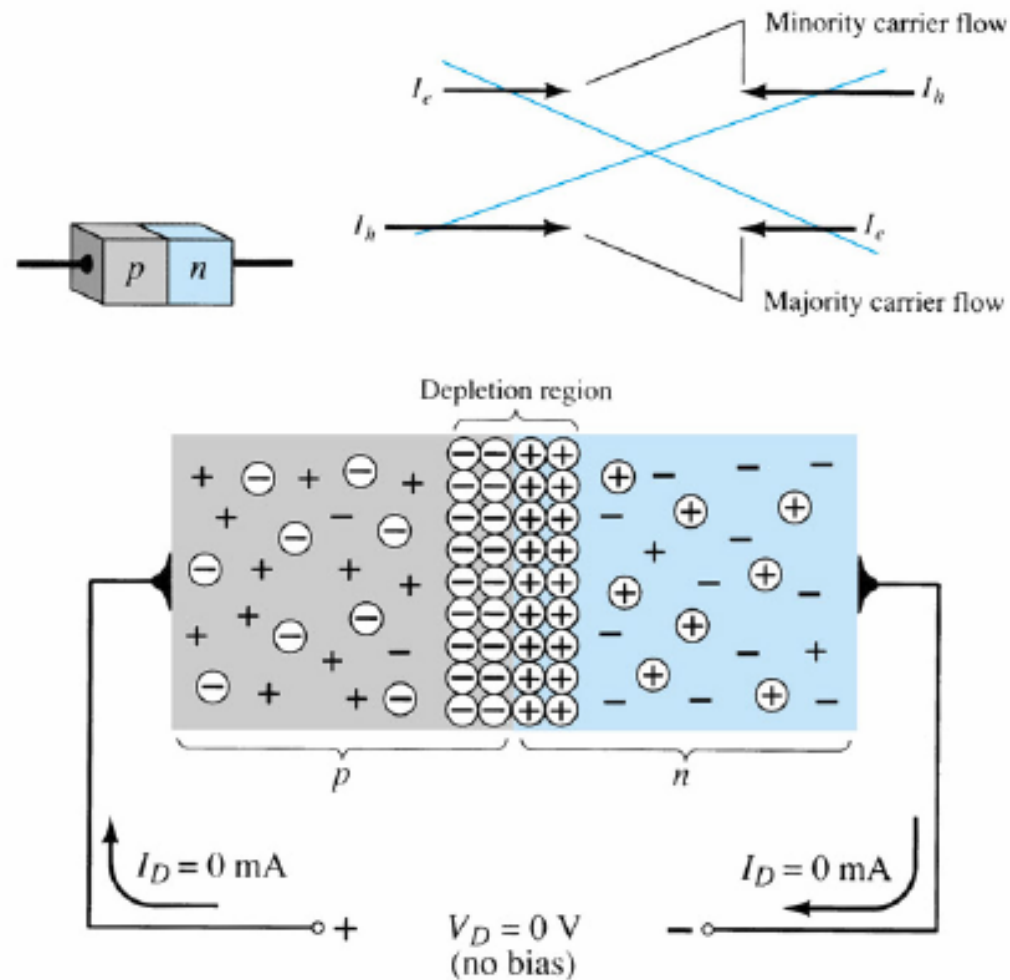 Minority carrier flow
I_e
I_h
I_h
I_e
p n
Majority carrier flow
Depletion region
p
n
I_D = 0 mA
I_D = 0 mA
+ V_D = 0 V −
(no bias)